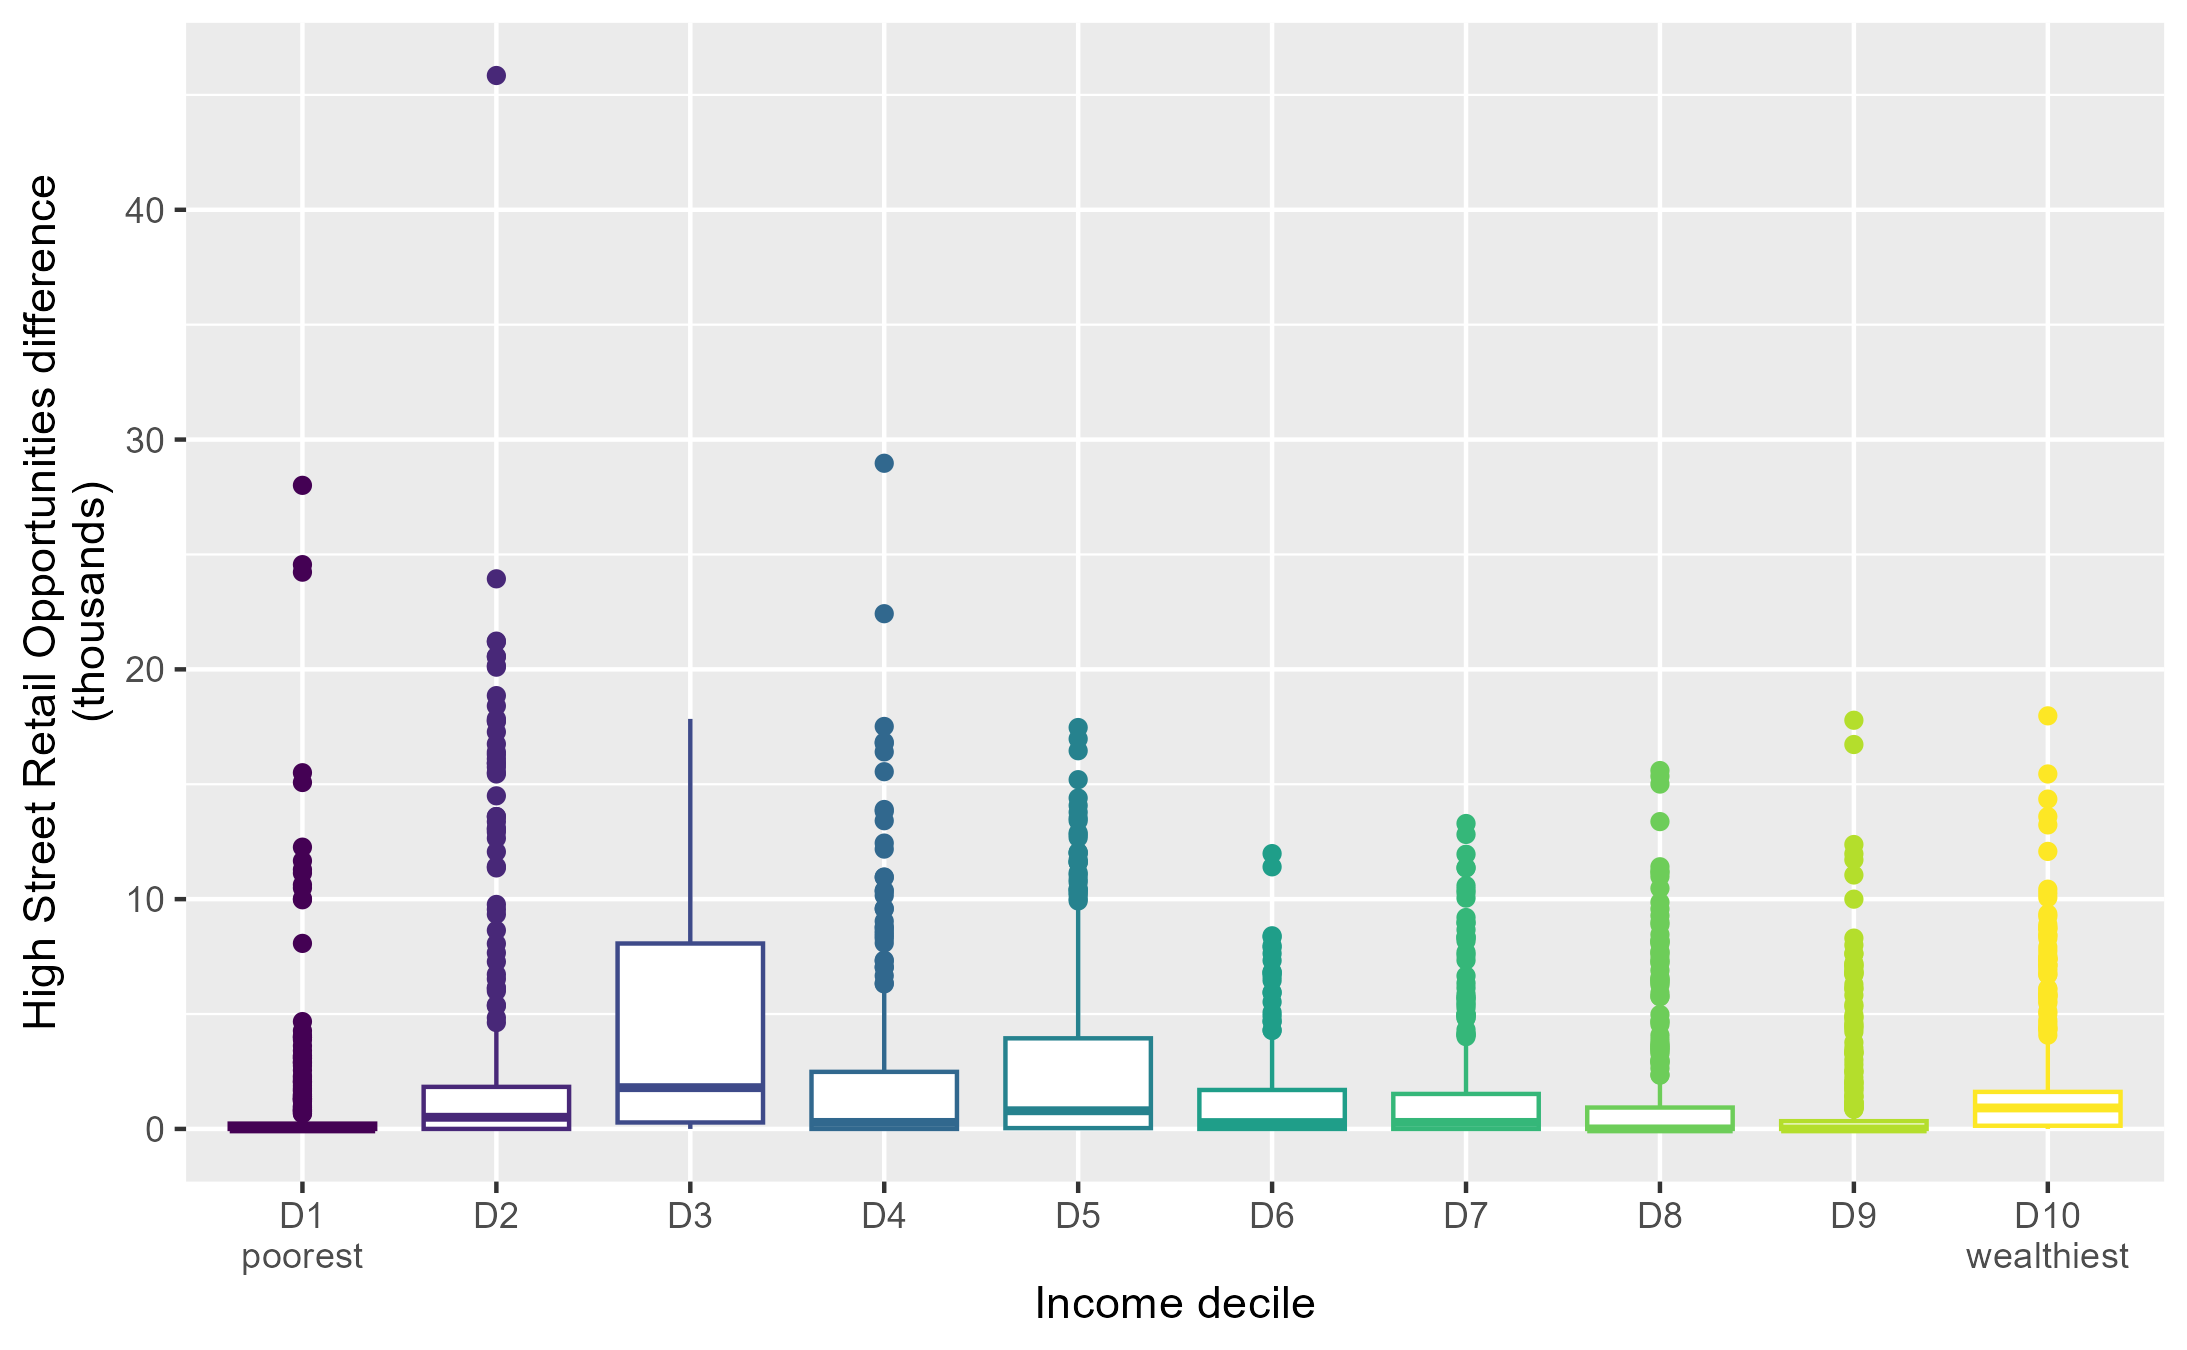 High Street Retail Opportunities difference
(thousands)
40
30
20
10
0
D1 D2 D3 D4 D5 D6 D7 D8 D9 D10
poorest wealthiest
Income decile